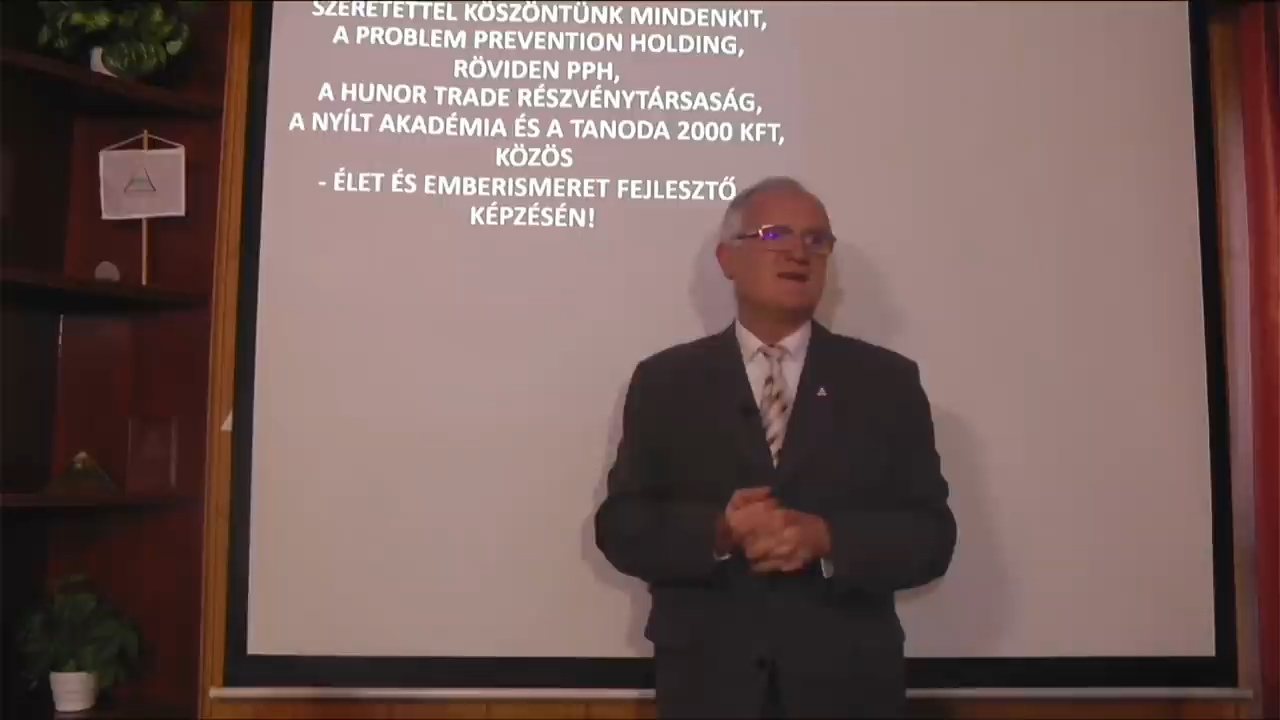 SZERETETTEL KÖSZÖNTÜNK MINDENKIT,
A PROBLEM PREVENTION HOLDING,
RÖVIDEN PPH,
A HUNOR TRADE RÉSZVÉNYTÁRSASÁG,
A NYÍLT AKADÉMIA ÉS A TANODA 2000 KFT,
KÖZÖS
- ÉLET ÉS EMBERISMERET FEJLESZTŐ
KÉPZÉSÉN!